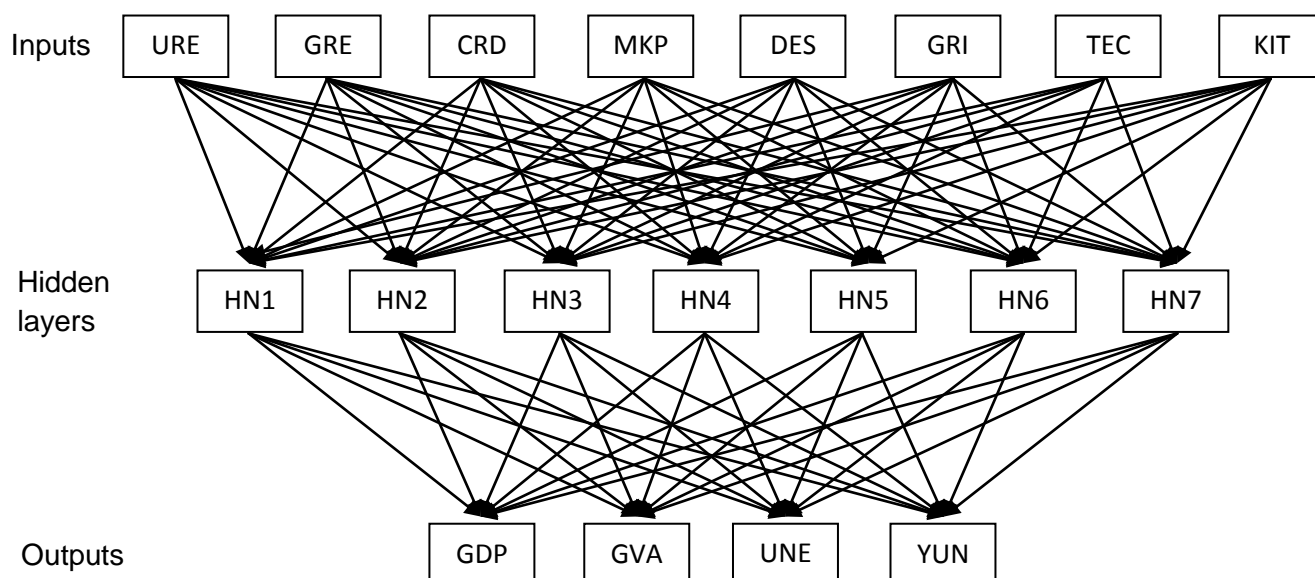 Inputs URE GRE CRD MKP DES GRI TEC KIT
Hidden
layers
HN1 HN2 HN3 HN4 HN5 HN6 HN7
Outputs GDP GVA UNE YUN